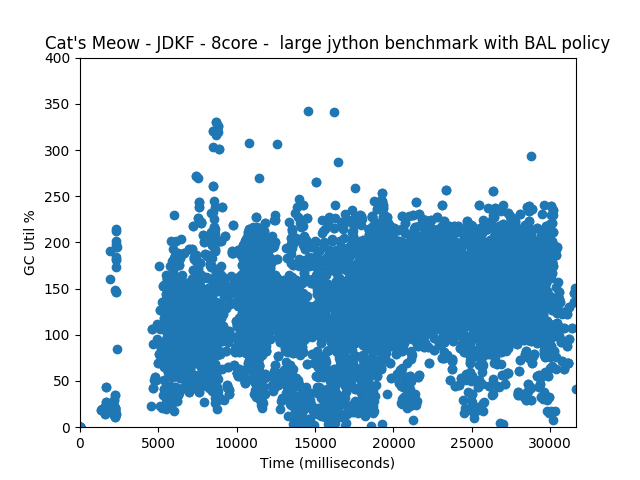 Cat's Meow - JDKF - 8core -  large jython benchmark with BAL policy
400
350
300
250
200
150
100
50
0
GC Util %
0 5000 10000 15000 20000 25000 30000
Time (milliseconds)